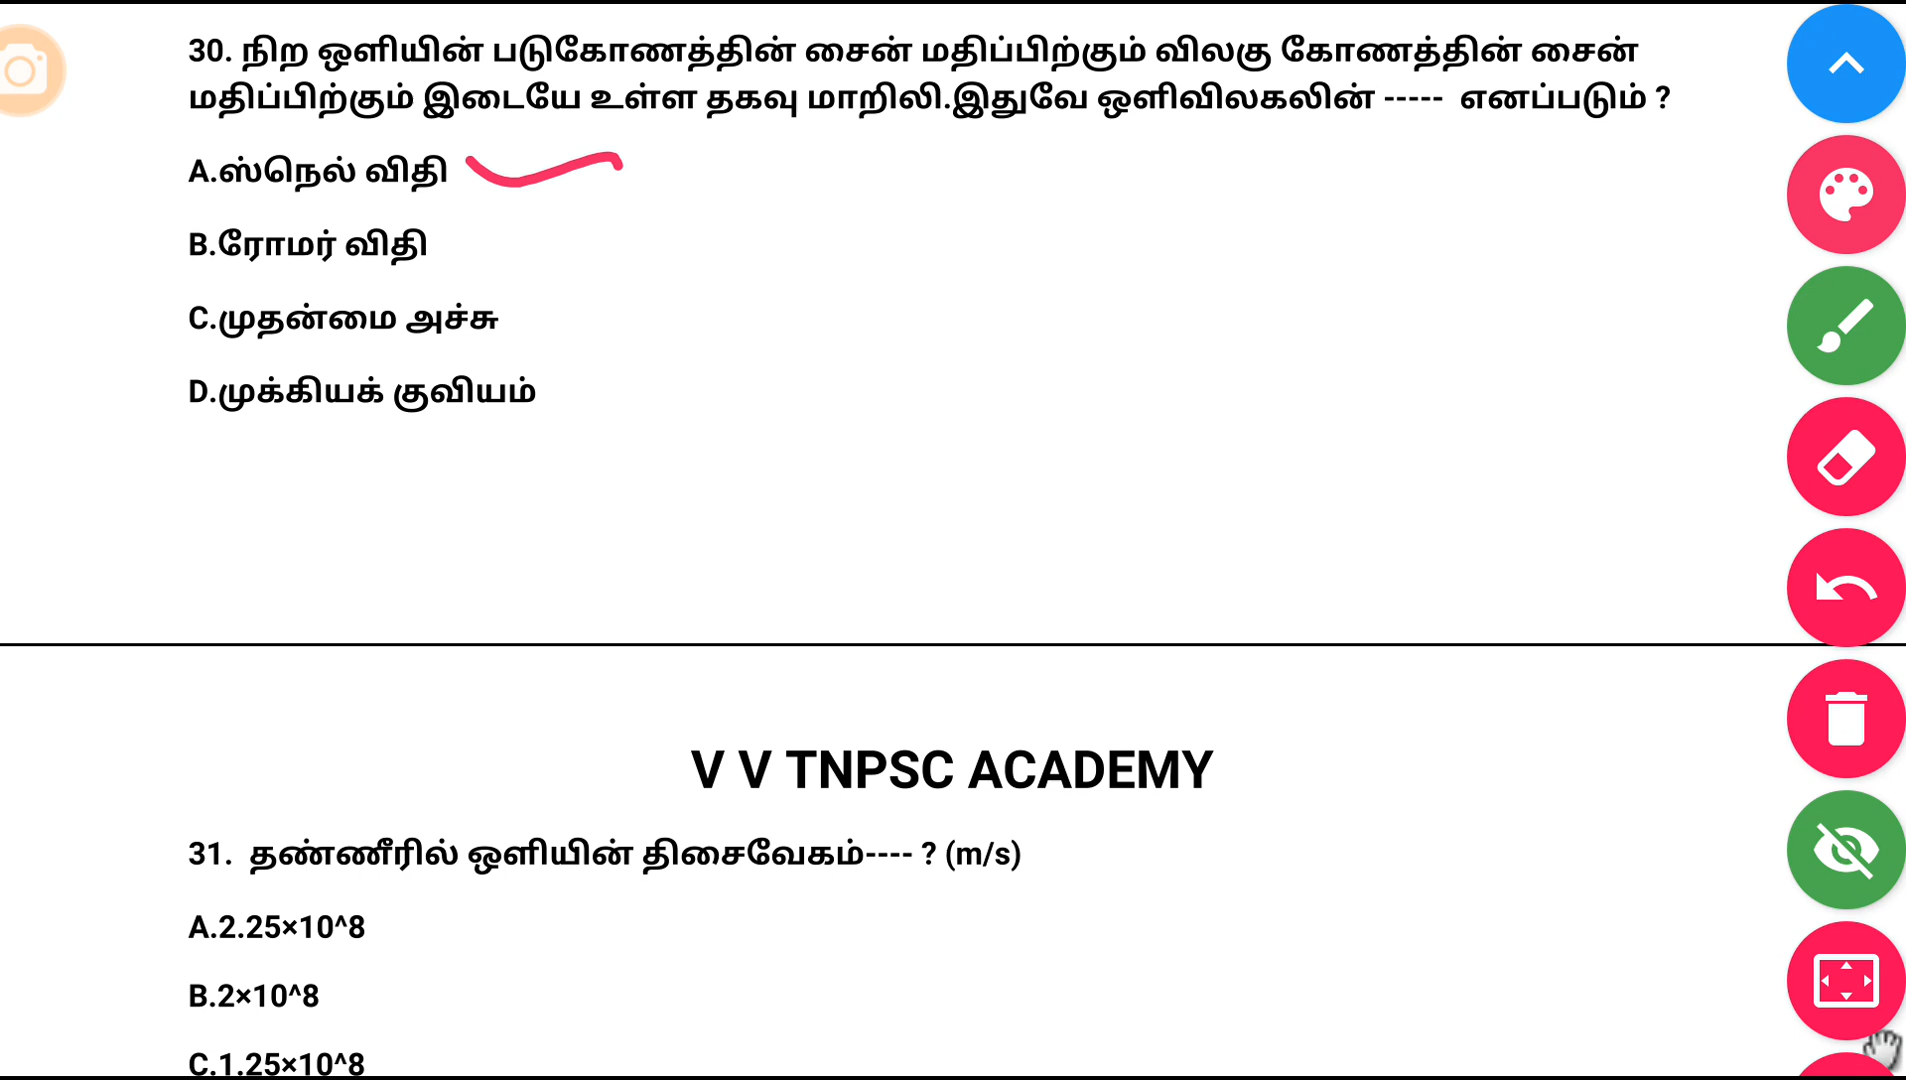 30. நிற ஒளியின் படுகோணத்தின் சைன் மதிப்பிற்கும் விலகு கோணத்தின் சைன்
மதிப்பிற்கும் இடையே உள்ள தகவு மாறிலி.இதுவே ஒளிவிலகலின் ----- எனப்படும் ?
A.ஸ்நெல் விதி
B.ரோமர் விதி
C.முதன்மை அச்சு
D.முக்கியக் குவியம்
V V TNPSC ACADEMY
31. தண்ணீரில் ஒளியின் திசைவேகம்---- ? (m/s)
A.2.25×10^8
B.2×10^8
C.1.25×10^8